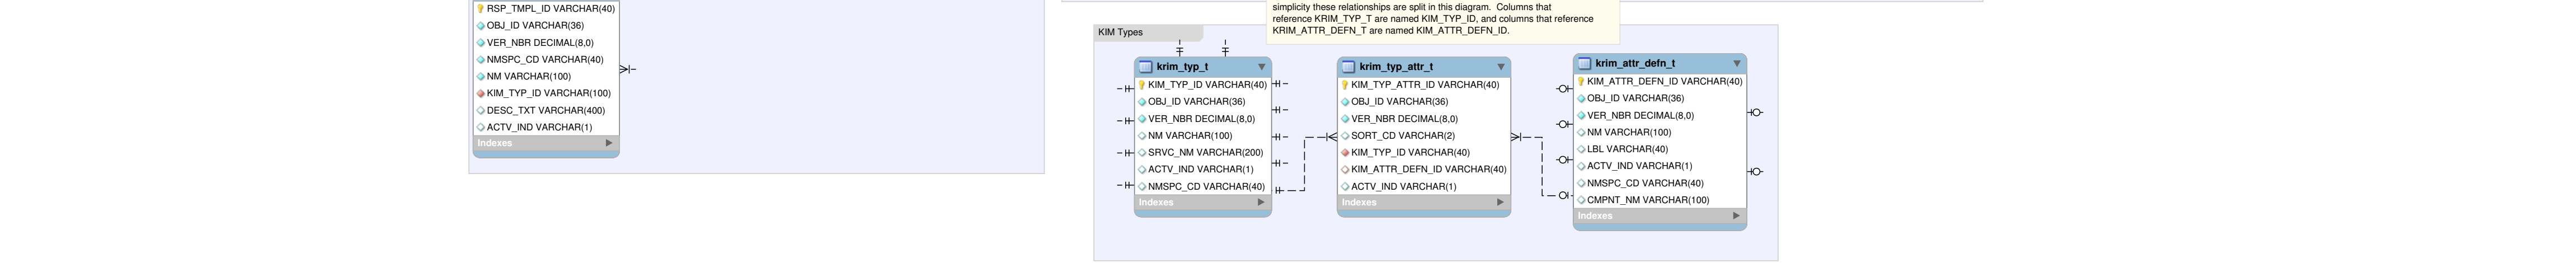 RSP_TMPL_ID VARCHAR(40)
OBJ_ID VARCHAR(36)
VER_NBR DECIMAL(8,0)
NMSPC_CD VARCHAR(40)
NM VARCHAR(100)
KIM_TYP_ID VARCHAR(100)
DESC_TXT VARCHAR(400)
ACTV_IND VARCHAR(1)
Indexes
simplicity these relationships are split in this diagram.  Columns that
reference KRIM_TYP_T are named KIM_TYP_ID, and columns that reference
KRIM_ATTR_DEFN_T are named KIM_ATTR_DEFN_ID.
KIM Types
krim_typ_t
KIM_TYP_ID VARCHAR(40)
OBJ_ID VARCHAR(36)
VER_NBR DECIMAL(8,0)
NM VARCHAR(100)
SRVC_NM VARCHAR(200)
ACTV_IND VARCHAR(1)
NMSPC_CD VARCHAR(40)
Indexes
krim_typ_attr_t
KIM_TYP_ATTR_ID VARCHAR(40)
OBJ_ID VARCHAR(36)
VER_NBR DECIMAL(8,0)
SORT_CD VARCHAR(2)
KIM_TYP_ID VARCHAR(40)
KIM_ATTR_DEFN_ID VARCHAR(40)
ACTV_IND VARCHAR(1)
Indexes
krim_attr_defn_t
KIM_ATTR_DEFN_ID VARCHAR(40)
OBJ_ID VARCHAR(36)
VER_NBR DECIMAL(8,0)
NM VARCHAR(100)
LBL VARCHAR(40)
ACTV_IND VARCHAR(1)
NMSPC_CD VARCHAR(40)
CMPNT_NM VARCHAR(100)
Indexes